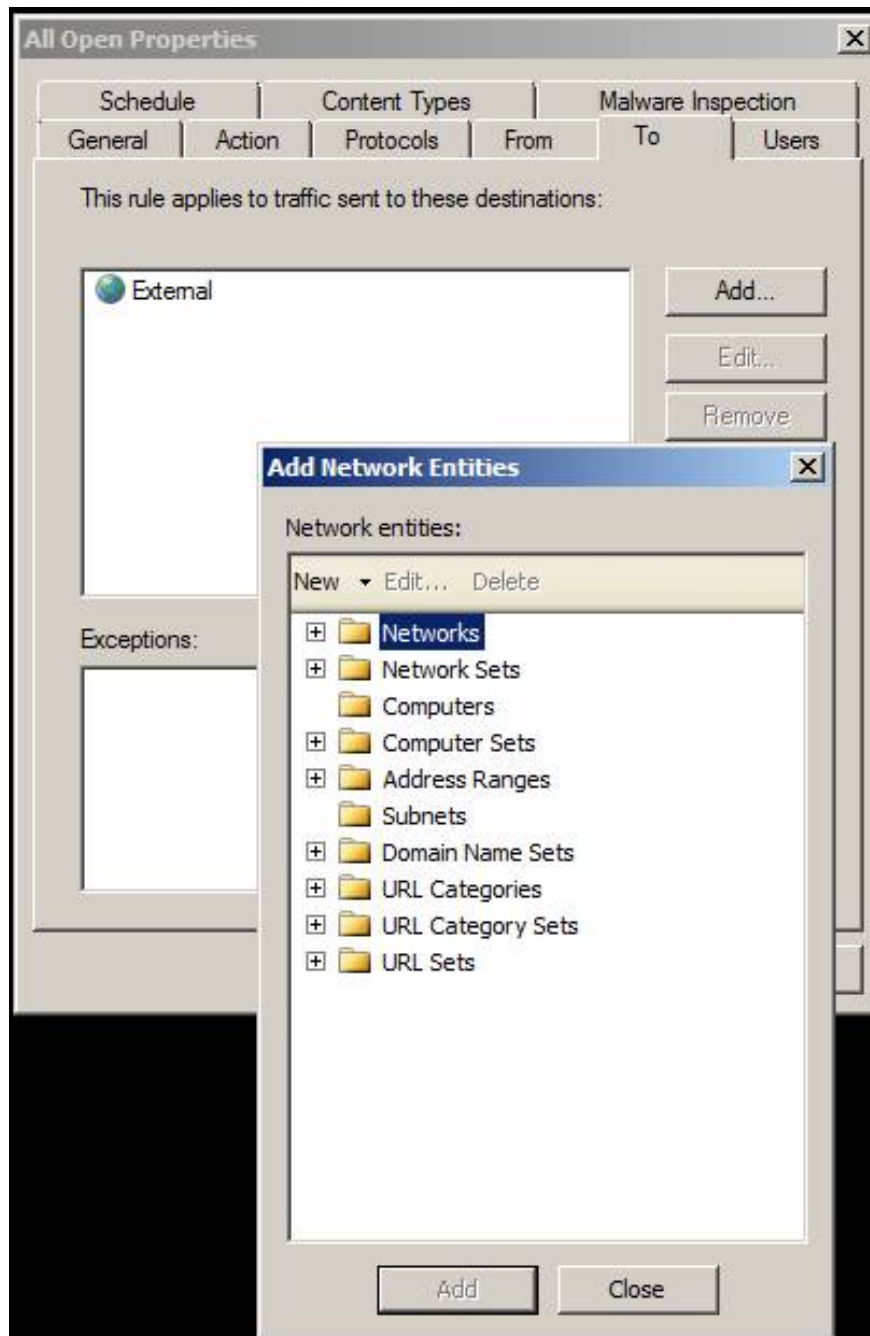 All Open Properties
Schedule Content Types Malware Inspection
General Action Protocols From To Users
This rule applies to traffic sent to these destinations:
External
Add...
Edit...
Remove
Exceptions:
Add Network Entities
Network entities:
New Edit... Delete
Networks
Network Sets
Computers
Computer Sets
Address Ranges
Subnets
Domain Name Sets
URL Categories
URL Category Sets
URL Sets
Add Close